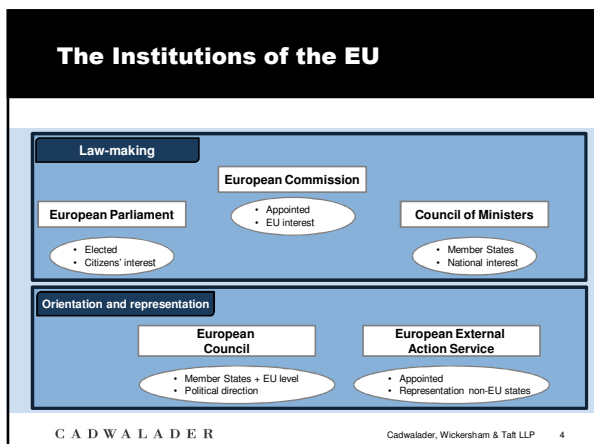 The Institutions of the EU
Law-making
European Commission
• Appointed
• EU interest
European Parliament
• Elected
• Citizens' interest
Council of Ministers
• Member States
• National interest
Orientation and representation
European
Council
• Member States + EU level
• Political direction
European External
Action Service
• Appointed
• Representation non-EU states
CADWALADER
Cadwalader, Wickersham & Taft LLP 4